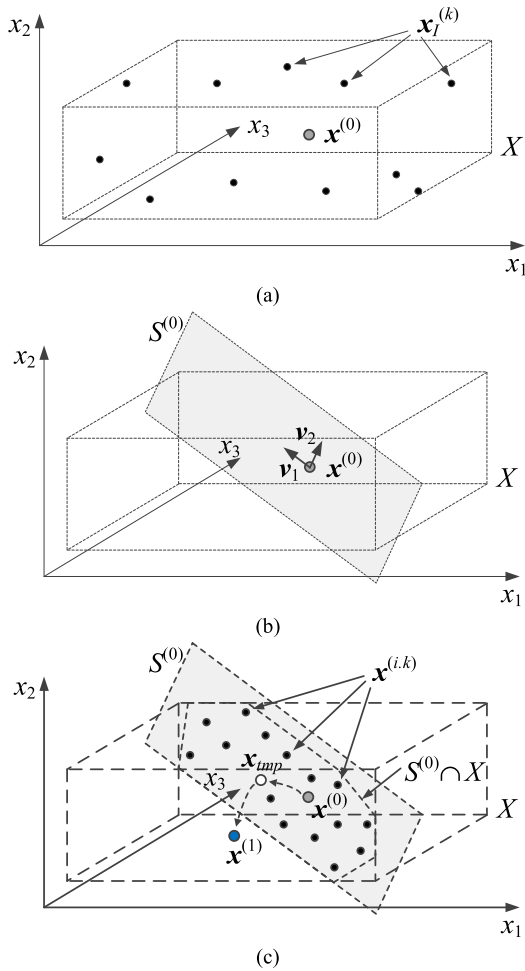 x₂
x_I^(k)
x₃
x^(0)
X
x₁
(a)
S^(0)
x₂
v₂
x₃
v₁
x^(0)
X
x₁
(b)
S^(0)
x^(i.k)
x₂
x_tmp
x₃
S^(0)∩X
x^(0)
X
x^(1)
x₁
(c)